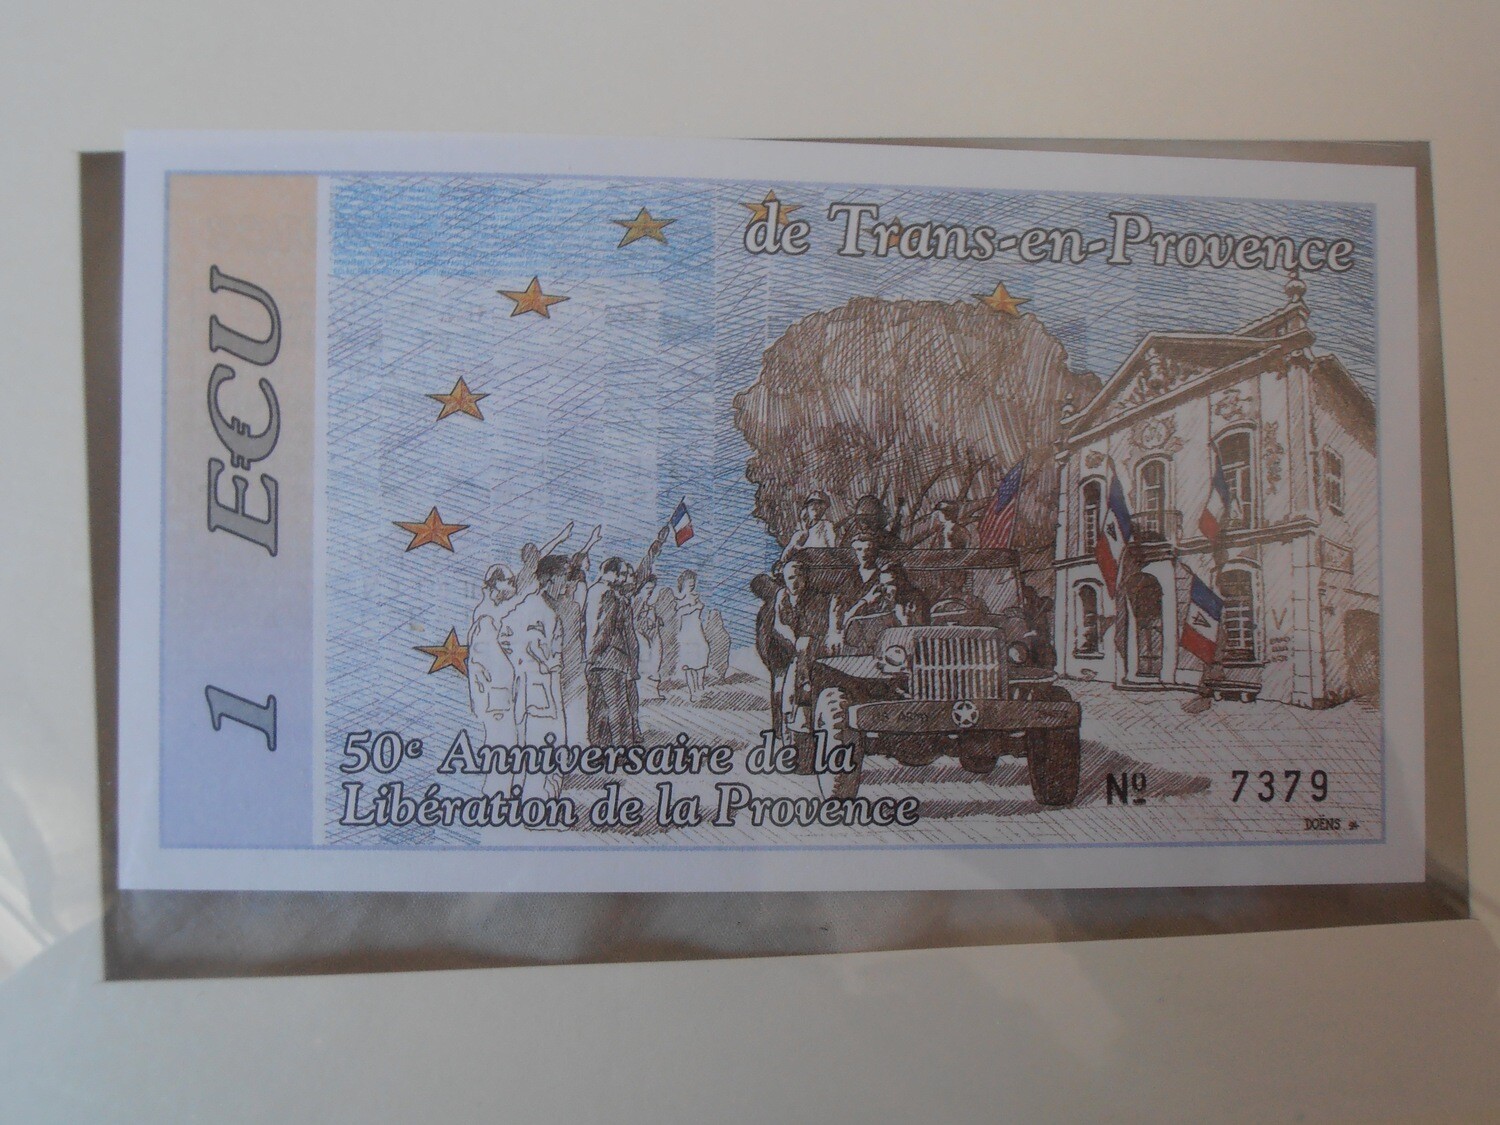 1 ECU
de Trans-en-Provence
50e Anniversaire de la
Libération de la Provence
Nº 7379
DOËNS